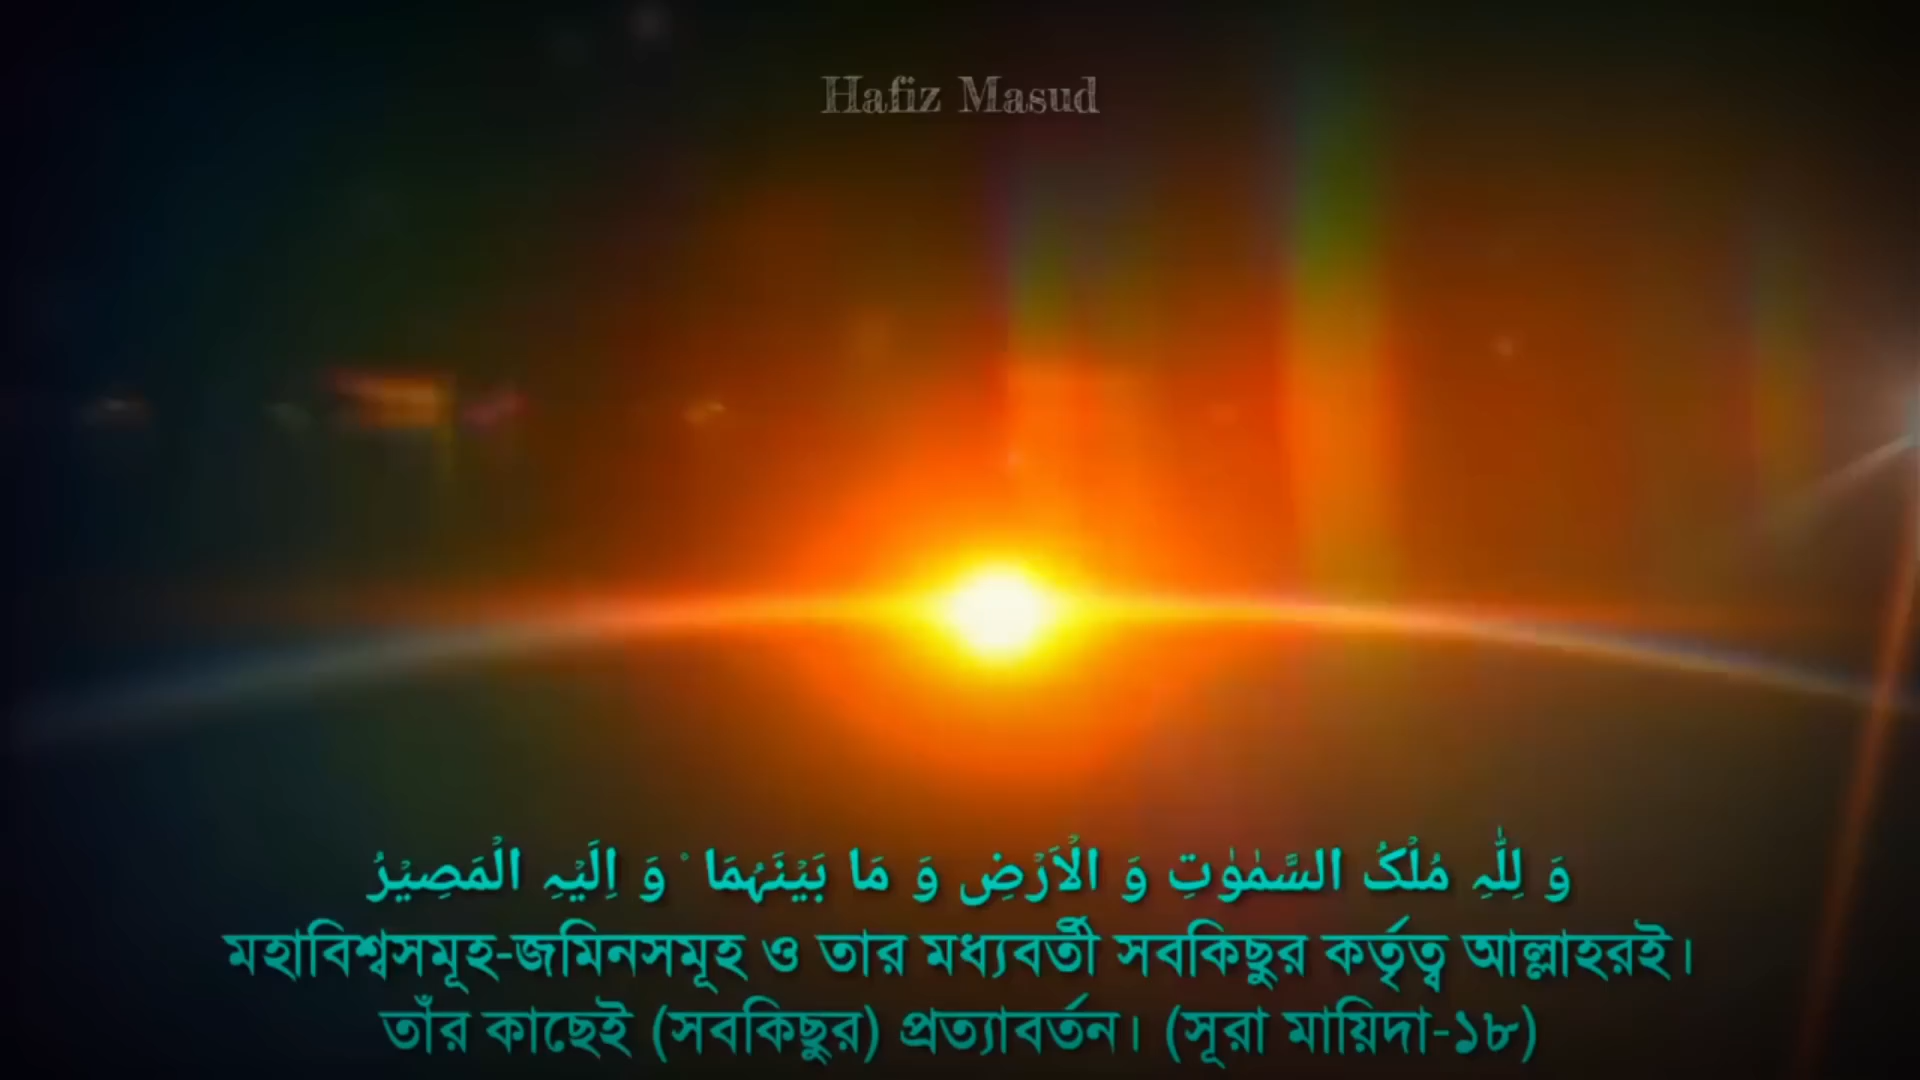 Hafiz Masud
وَ لِلّٰہِ مُلۡکُ السَّمٰوٰتِ وَ الۡاَرۡضِ وَ مَا بَیۡنَہُمَا ۫ وَ اِلَیۡہِ الۡمَصِیۡرُ
মহাবিশ্বসমূহ-জমিনসমূহ ও তার মধ্যবর্তী সবকিছুর কর্তৃত্ব আল্লাহরই।
তাঁর কাছেই (সবকিছুর) প্রত্যাবর্তন। (সূরা মায়িদা-১৮)